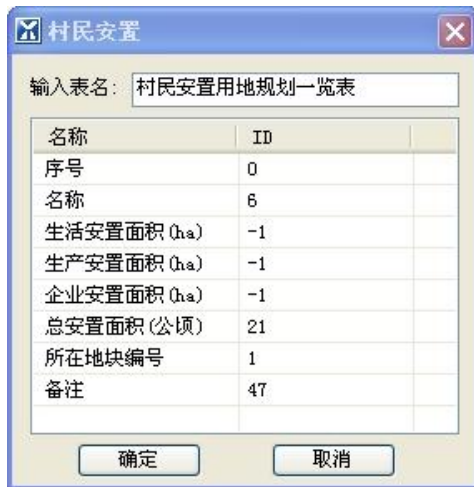 村民安置
输入表名: 村民安置用地规划一览表
名称 ID
序号 0
名称 6
生活安置面积(ha) -1
生产安置面积(ha) -1
企业安置面积(ha) -1
总安置面积(公顷) 21
所在地块编号 1
备注 47
确定 取消